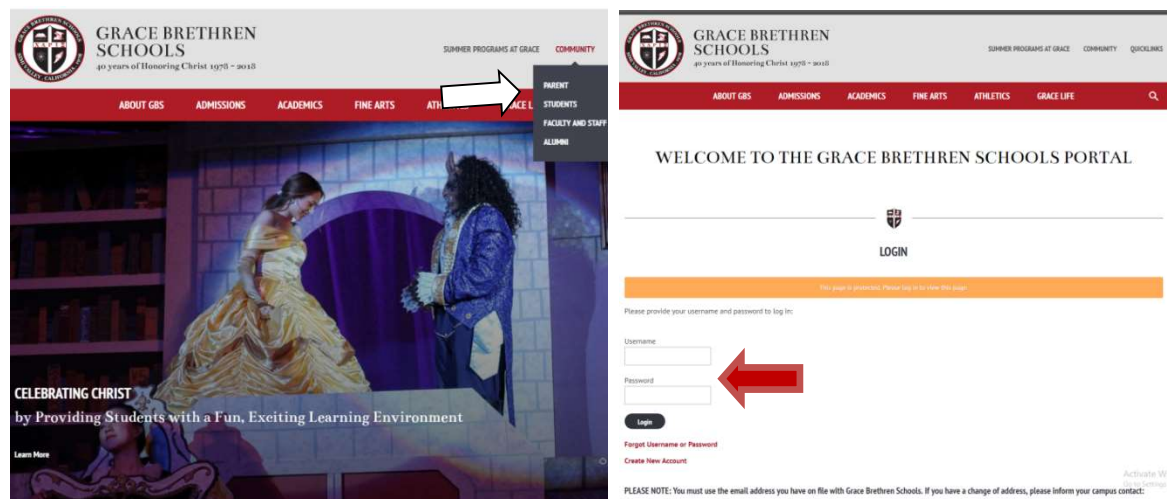 GRACE BRETHREN
SCHOOLS
40 years of Honoring Christ 1978 - 2018
SUMMER PROGRAMS AT GRACE COMMUNITY
PARENT
STUDENTS
FACULTY AND STAFF
ALUMNI
ABOUT GBS ADMISSIONS ACADEMICS FINE ARTS
CELEBRATING CHRIST
by Providing Students with a Fun, Exciting Learning Environment
Learn More
GRACE BRETHREN
SCHOOLS
40 years of Honoring Christ 1978 - 2018
SUMMER PROGRAMS AT GRACE COMMUNITY QUICKLINKS
ABOUT GBS ADMISSIONS ACADEMICS FINE ARTS ATHLETICS GRACE LIFE
WELCOME TO THE GRACE BRETHREN SCHOOLS PORTAL
LOGIN
This page is protected. Please log in to view this page
Please provide your username and password to log in:
Username
Password
Login
Forgot Username or Password
Create New Account
Activate W
Go to Settings
PLEASE NOTE: You must use the email address you have on file with Grace Brethren Schools. If you have a change of address, please inform your campus contact: